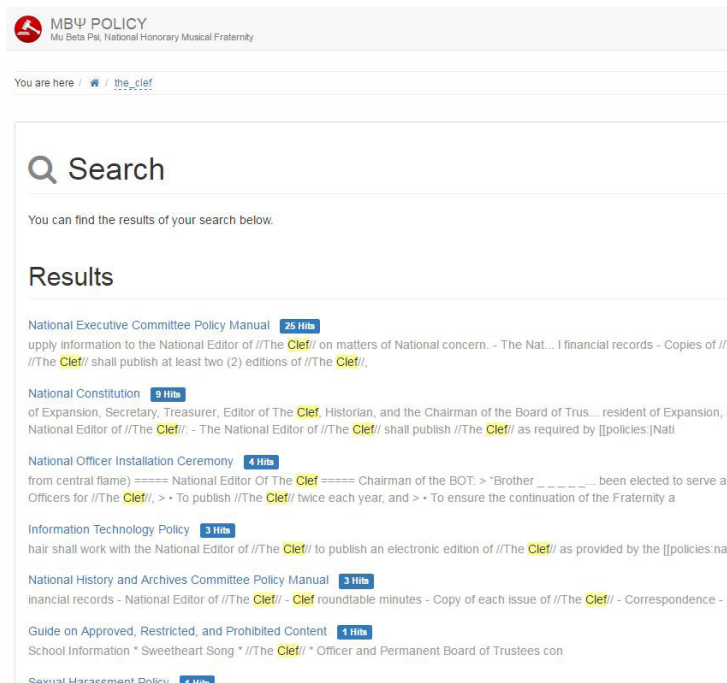 MBΨ POLICY
Mu Beta Psi, National Honorary Musical Fraternity
You are here / / the_clef
Search
You can find the results of your search below.
Results
National Executive Committee Policy Manual 25 Hits
upply information to the National Editor of //The Clef// on matters of National concern. - The Nat... l financial records - Copies of //
//The Clef// shall publish at least two (2) editions of //The Clef//,
National Constitution 9 Hits
of Expansion, Secretary, Treasurer, Editor of The Clef, Historian, and the Chairman of the Board of Trus... resident of Expansion,
National Editor of //The Clef//: - The National Editor of //The Clef// shall publish //The Clef// as required by [[policies:|Nati
National Officer Installation Ceremony 4 Hits
from central flame) ===== National Editor Of The Clef ===== Chairman of the BOT: > "Brother _ _ _ _ _... been elected to serve a
Officers for //The Clef//, > • To publish //The Clef// twice each year, and > • To ensure the continuation of the Fraternity a
Information Technology Policy 3 Hits
hair shall work with the National Editor of //The Clef// to publish an electronic edition of //The Clef// as provided by the [[policies:na
National History and Archives Committee Policy Manual 3 Hits
inancial records - National Editor of //The Clef// - Clef roundtable minutes - Copy of each issue of //The Clef// - Correspondence -
Guide on Approved, Restricted, and Prohibited Content 1 Hits
School Information * Sweetheart Song * //The Clef// * Officer and Permanent Board of Trustees con
Sexual Harassment Policy 1 Hits